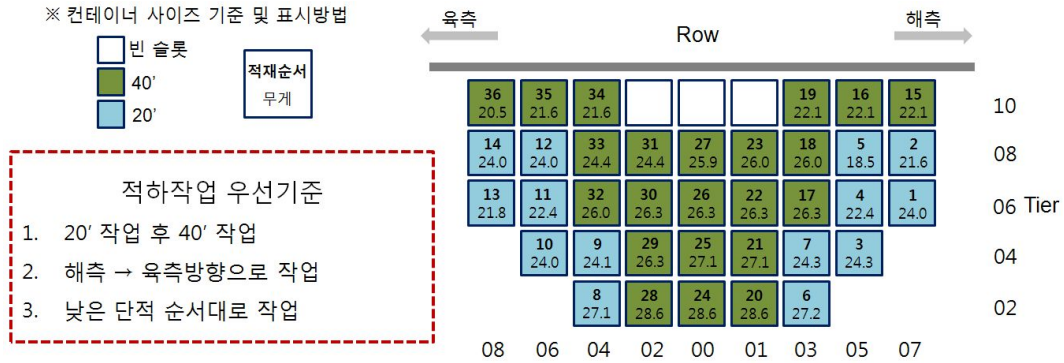 ※ 컨테이너 사이즈 기준 및 표시방법
빈 슬롯
40'
20'
적재순서
무게
적하작업 우선기준
1. 20' 작업 후 40' 작업
2. 해측 → 육측방향으로 작업
3. 낮은 단적 순서대로 작업
육측 Row 해측
36 35 34 19 16 15
20.5 21.6 21.6 22.1 22.1 22.1 10
14 12 33 31 27 23 18 5 2
24.0 24.0 24.4 24.4 25.9 26.0 26.0 18.5 21.6 08
13 11 32 30 26 22 17 4 1
21.8 22.4 26.0 26.3 26.3 26.3 26.3 22.4 24.0 06 Tier
10 9 29 25 21 7 3
24.0 24.1 26.3 27.1 27.1 24.3 24.3 04
8 28 24 20 6
27.1 28.6 28.6 28.6 27.2 02
08 06 04 02 00 01 03 05 07